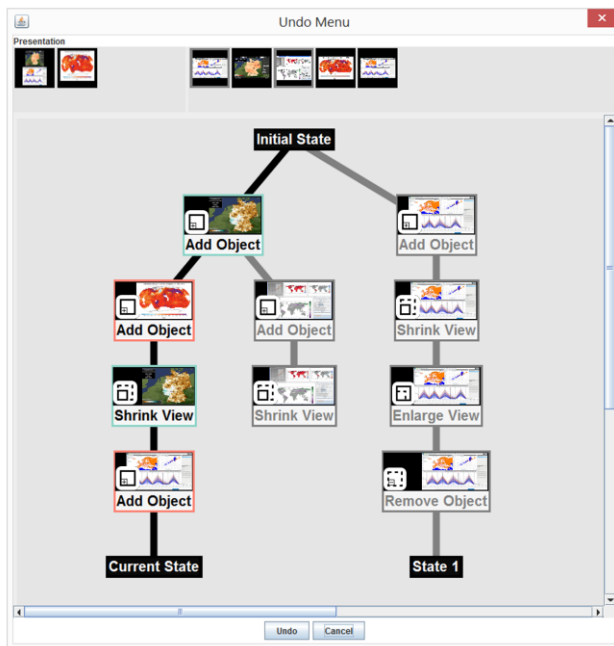 Undo Menu
Presentation
Initial State
Add Object
Add Object
Add Object
Add Object
Shrink View
Shrink View
Shrink View
Enlarge View
Add Object
Remove Object
Current State
State 1
Undo
Cancel